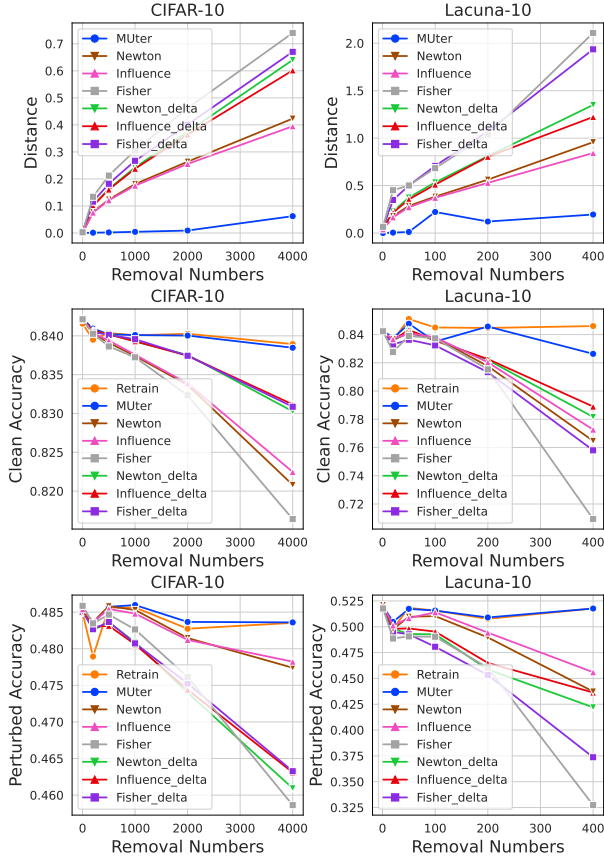 CIFAR-10
0.7
0.6
0.5
0.4
0.3
0.2
0.1
0.0
Distance
MUter
Newton
Influence
Fisher
Newton_delta
Influence_delta
Fisher_delta
0 1000 2000 3000 4000
Removal Numbers
Lacuna-10
2.0
1.5
1.0
0.5
0.0
Distance
MUter
Newton
Influence
Fisher
Newton_delta
Influence_delta
Fisher_delta
0 100 200 300 400
Removal Numbers
CIFAR-10
0.840
0.835
0.830
0.825
0.820
Clean Accuracy
Retrain
MUter
Newton
Influence
Fisher
Newton_delta
Influence_delta
Fisher_delta
0 1000 2000 3000 4000
Removal Numbers
Lacuna-10
0.84
0.82
0.80
0.78
0.76
0.74
0.72
Clean Accuracy
Retrain
MUter
Newton
Influence
Fisher
Newton_delta
Influence_delta
Fisher_delta
0 100 200 300 400
Removal Numbers
CIFAR-10
0.485
0.480
0.475
0.470
0.465
0.460
Perturbed Accuracy
Retrain
MUter
Newton
Influence
Fisher
Newton_delta
Influence_delta
Fisher_delta
0 1000 2000 3000 4000
Removal Numbers
Lacuna-10
0.525
0.500
0.475
0.450
0.425
0.400
0.375
0.350
0.325
Perturbed Accuracy
Retrain
MUter
Newton
Influence
Fisher
Newton_delta
Influence_delta
Fisher_delta
0 100 200 300 400
Removal Numbers